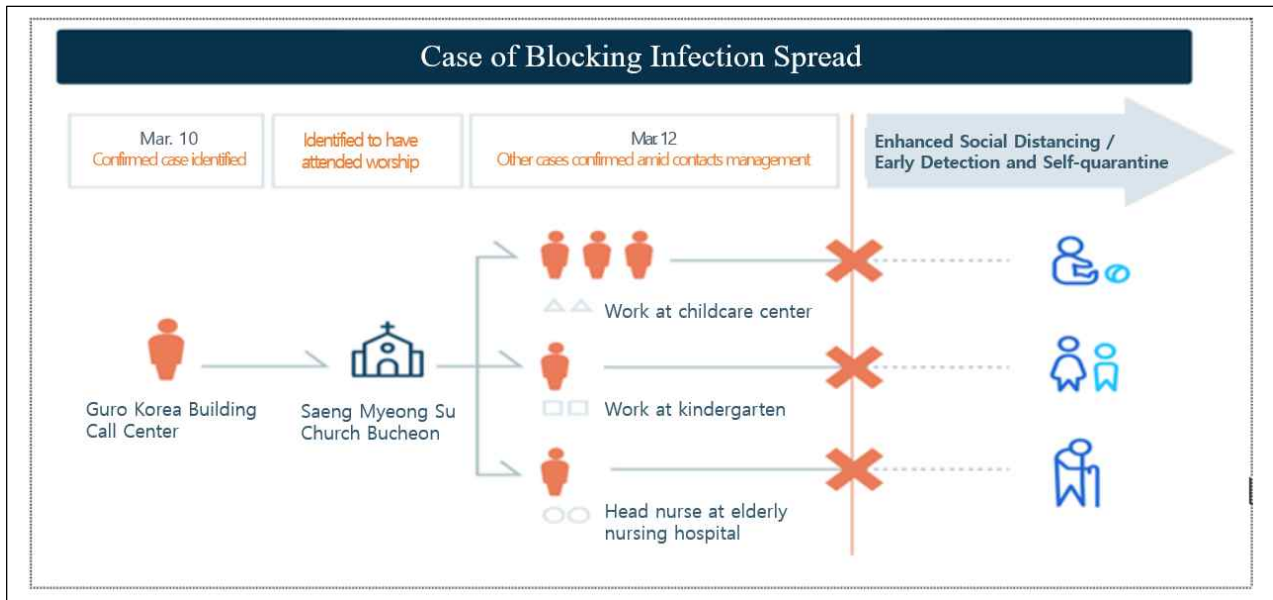 Case of Blocking Infection Spread
Mar. 10
Confirmed case identified
Identified to have
attended worship
Mar. 12
Other cases confirmed amid contacts management
Enhanced Social Distancing /
Early Detection and Self-quarantine
Work at childcare center
Guro Korea Building
Call Center
Saeng Myeong Su
Church Bucheon
Work at kindergarten
Head nurse at elderly
nursing hospital